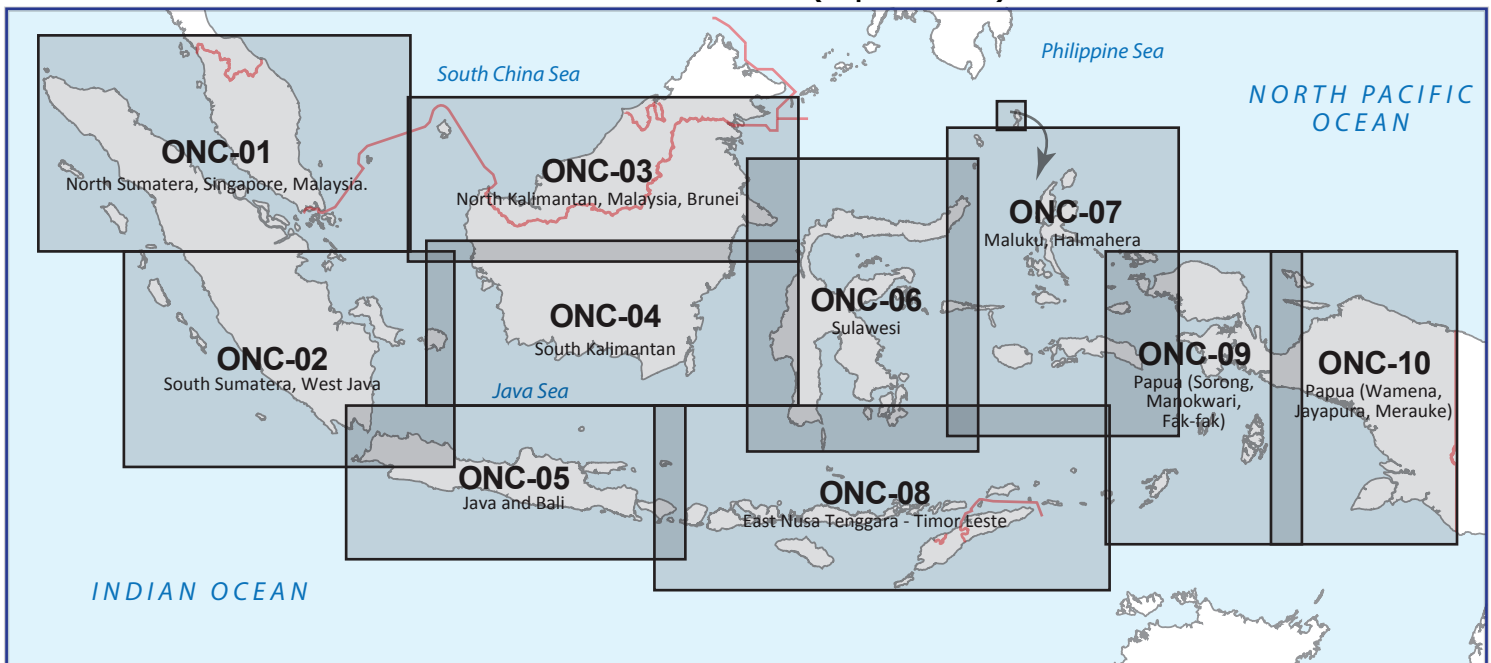 South China Sea
Philippine Sea
NORTH PACIFIC
OCEAN
ONC-01
North Sumatera, Singapore, Malaysia.
ONC-03
North Kalimantan, Malaysia, Brunei
ONC-07
Maluku, Halmahera
ONC-06
Sulawesi
ONC-04
South Kalimantan
ONC-02
South Sumatera, West Java
Java Sea
ONC-09
Papua (Sorong,
Manokwari,
Fak-fak)
ONC-10
Papua (Wamena,
Jayapura, Merauke)
ONC-05
Java and Bali
ONC-08
East Nusa Tenggara - Timor Leste
INDIAN OCEAN